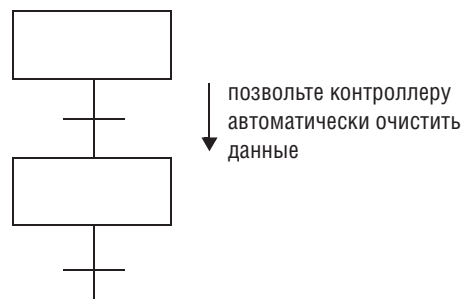 позвольте контроллеру
автоматически очистить
данные